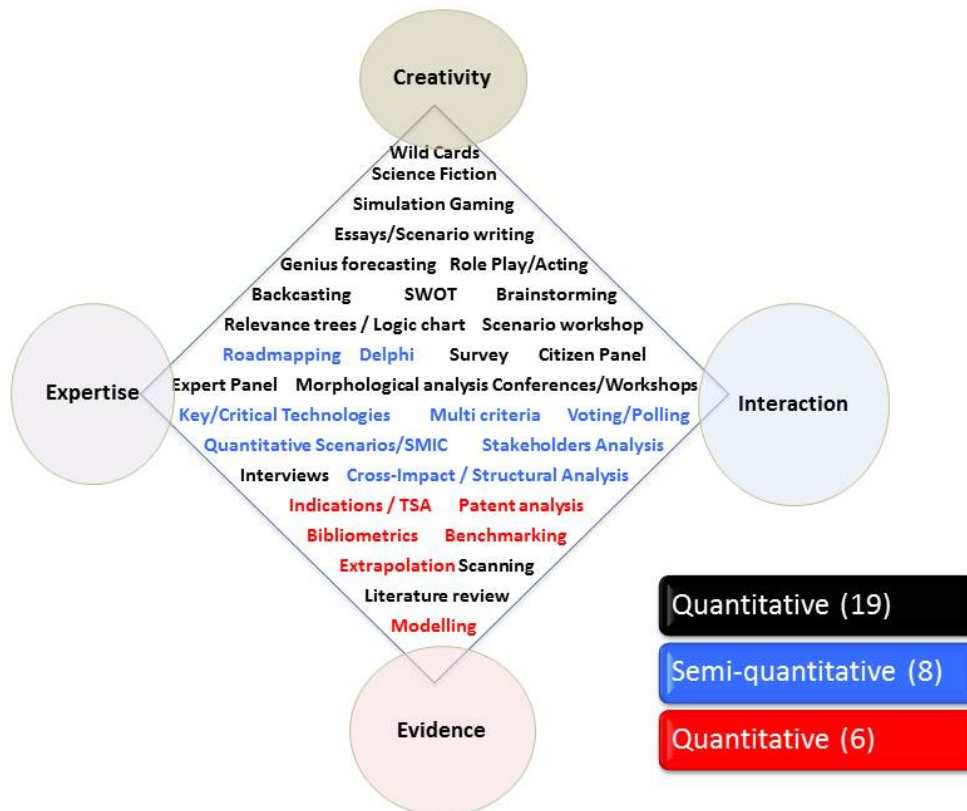 Creativity
Wild Cards
Science Fiction
Simulation Gaming
Essays/Scenario writing
Genius forecasting Role Play/Acting
Backcasting SWOT Brainstorming
Relevance trees / Logic chart Scenario workshop
Roadmapping Delphi Survey Citizen Panel
Expertise
Expert Panel Morphological analysis Conferences/Workshops
Interaction
Key/Critical Technologies Multi criteria Voting/Polling
Quantitative Scenarios/SMIC Stakeholders Analysis
Interviews Cross-Impact / Structural Analysis
Indications / TSA Patent analysis
Bibliometrics Benchmarking
Extrapolation Scanning
Literature review
Modelling
Evidence
Quantitative (19)
Semi-quantitative (8)
Quantitative (6)